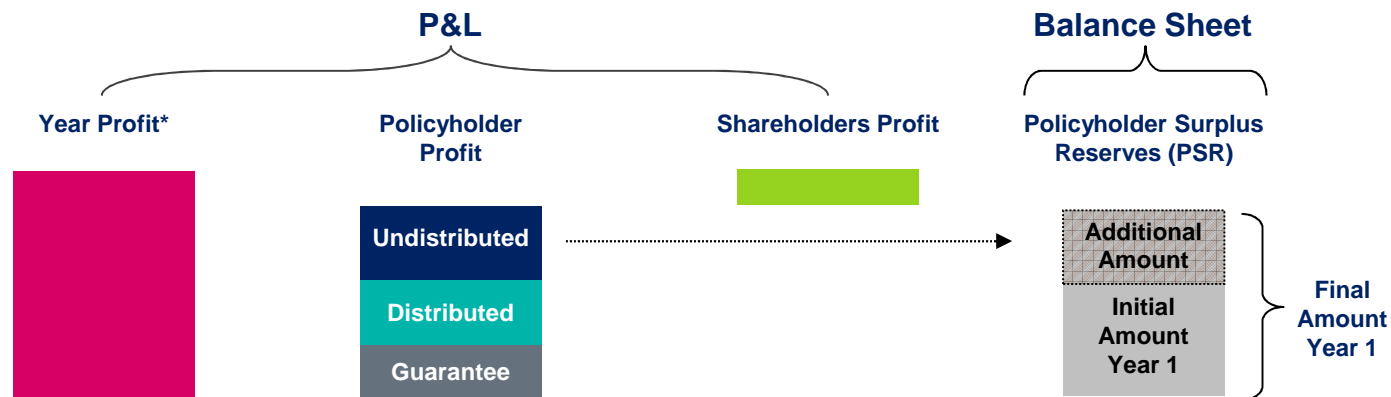 P&L
Balance Sheet
Year Profit*
Policyholder
Profit
Shareholders Profit
Policyholder Surplus
Reserves (PSR)
Undistributed
Distributed
Guarantee
Additional
Amount
Initial
Amount
Year 1
Final
Amount
Year 1